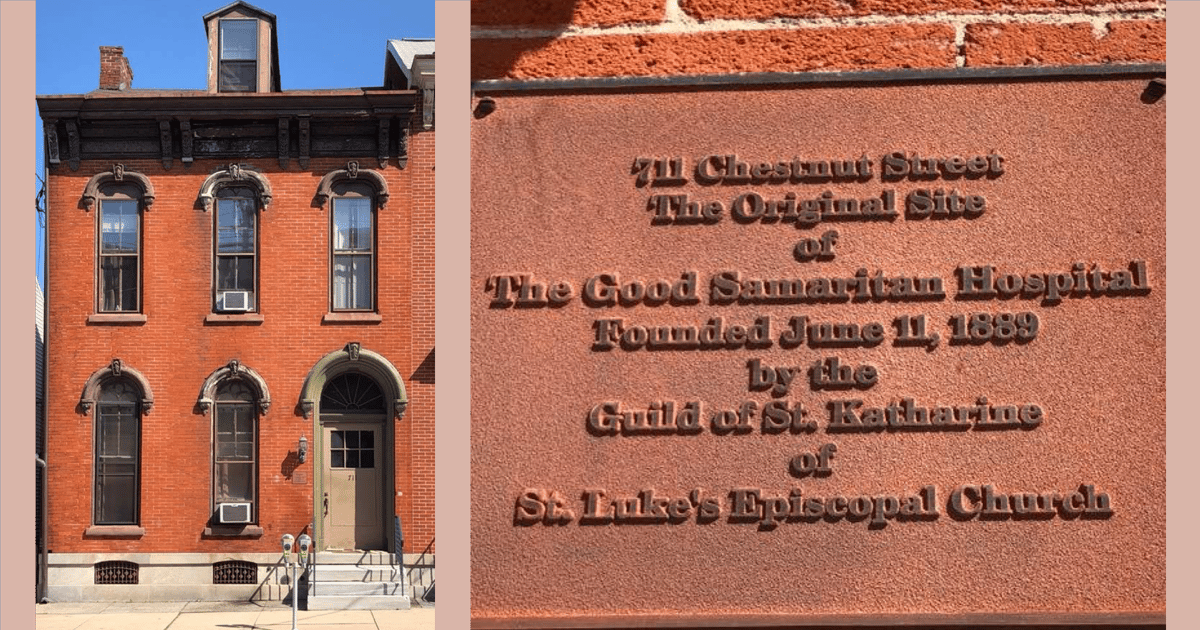 711 Chestnut Street
The Original Site
of
The Good Samaritan Hospital
Founded June 11, 1889
by the
Guild of St. Katharine
of
St. Luke's Episcopal Church